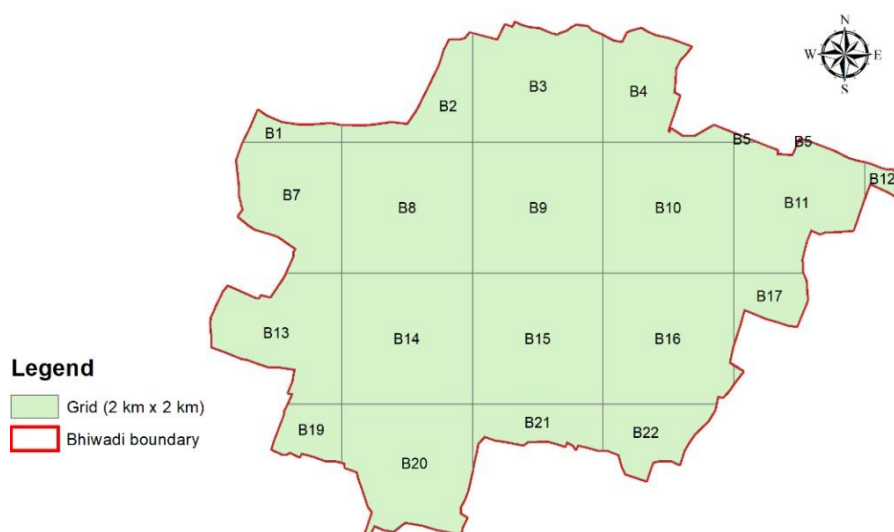 N
W E
S
B3
B4
B2
B1
B5 B5
B12
B7
B8
B9
B10
B11
B17
B13
B14
B15
B16
Legend
Grid (2 km x 2 km)
Bhiwadi boundary
B19
B20
B21
B22